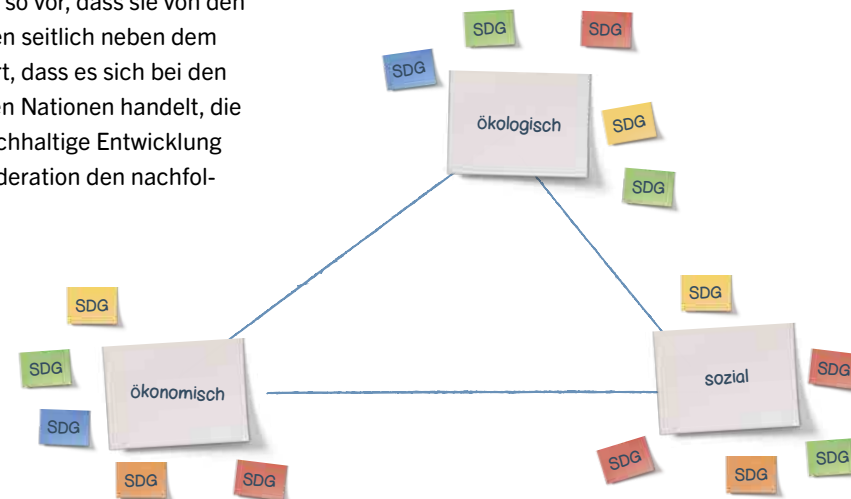 so vor, dass sie von den
en seitlich neben dem
rt, dass es sich bei den
en Nationen handelt, die
chhaltige Entwicklung
deration den nachfol-
SDG
SDG
SDG
ökologisch
SDG
SDG
SDG
SDG
SDG
ökonomisch
SDG
SDG
SDG
SDG
sozial
SDG
SDG
SDG
SDG